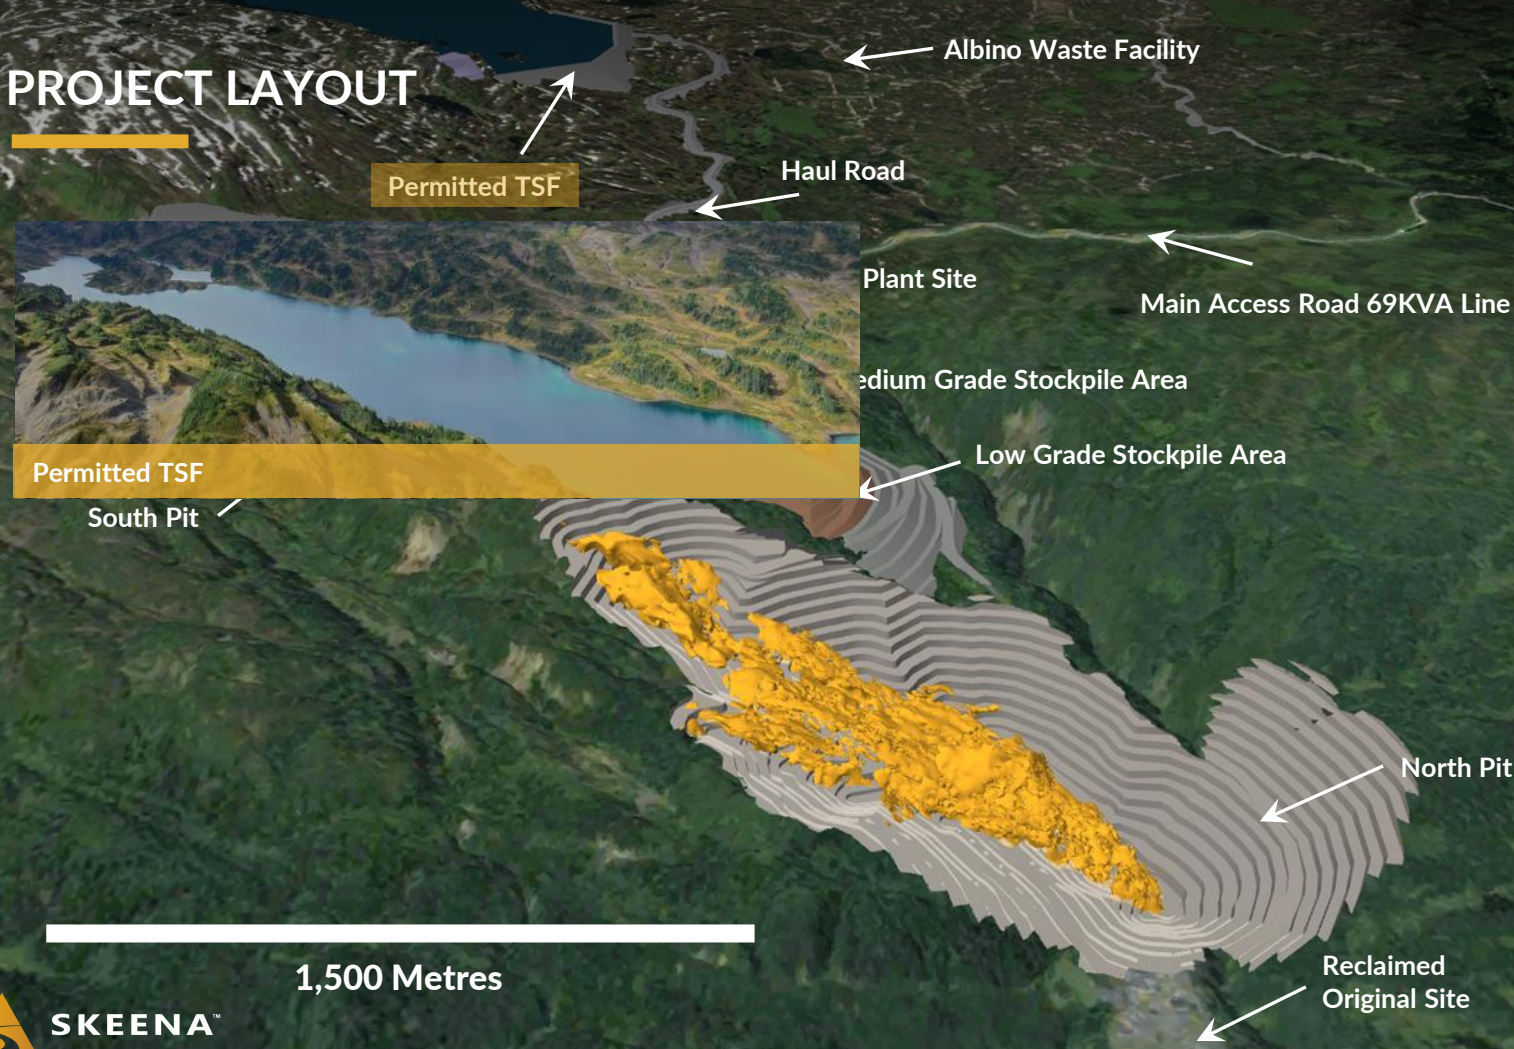 Albino Waste Facility
PROJECT LAYOUT
Permitted TSF
Haul Road
Plant Site
Main Access Road 69KVA Line
edium Grade Stockpile Area
Low Grade Stockpile Area
Permitted TSF
South Pit
North Pit
1,500 Metres
Reclaimed
Original Site
SKEENA™